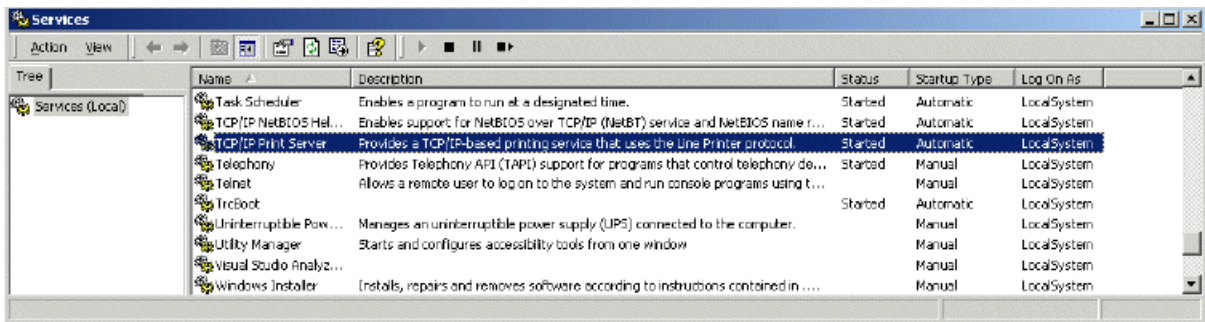 Services
Action View
Tree
Name Description Status Startup Type Log On As
Services (Local)
Task Scheduler Enables a program to run at a designated time. Started Automatic LocalSystem
TCP/IP NetBIOS Hel... Enables support for NetBIOS over TCP/IP (NetBT) service and NetBIOS name r... Started Automatic LocalSystem
TCP/IP Print Server Provides a TCP/IP-based printing service that uses the Line Printer protocol. Started Automatic LocalSystem
Telephony Provides Telephony API (TAPI) support for programs that control telephony de... Started Manual LocalSystem
Telnet Allows a remote user to log on to the system and run console programs using t... Manual LocalSystem
TrcBoot Started Automatic LocalSystem
Uninterruptible Pow... Manages an uninterruptible power supply (UPS) connected to the computer. Manual LocalSystem
Utility Manager Starts and configures accessibility tools from one window Manual LocalSystem
Visual Studio Analyz... Manual LocalSystem
Windows Installer Installs, repairs and removes software according to instructions contained in .... Manual LocalSystem